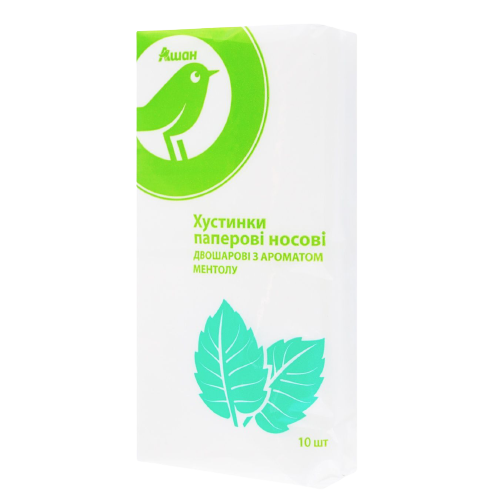 Ашан
Хустинки
паперові носові
ДВОШАРОВІ З АРОМАТОМ
МЕНТОЛУ
10 шт